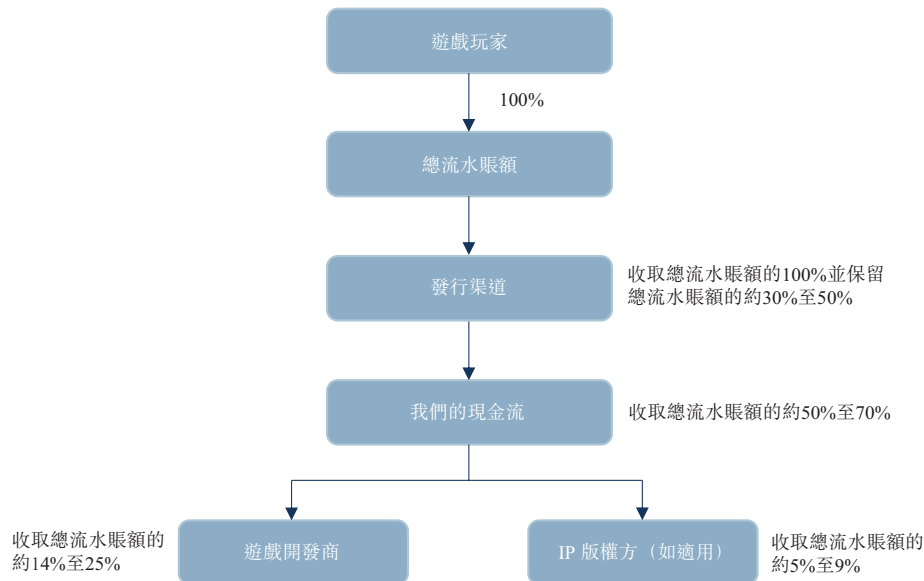 遊戲玩家
100%
總流水賬額
發行渠道
收取總流水賬額的100%並保留
總流水賬額的約30%至50%
我們的現金流
收取總流水賬額的約50%至70%
收取總流水賬額的
約14%至25%
遊戲開發商
IP 版權方（如適用）
收取總流水賬額的
約5%至9%